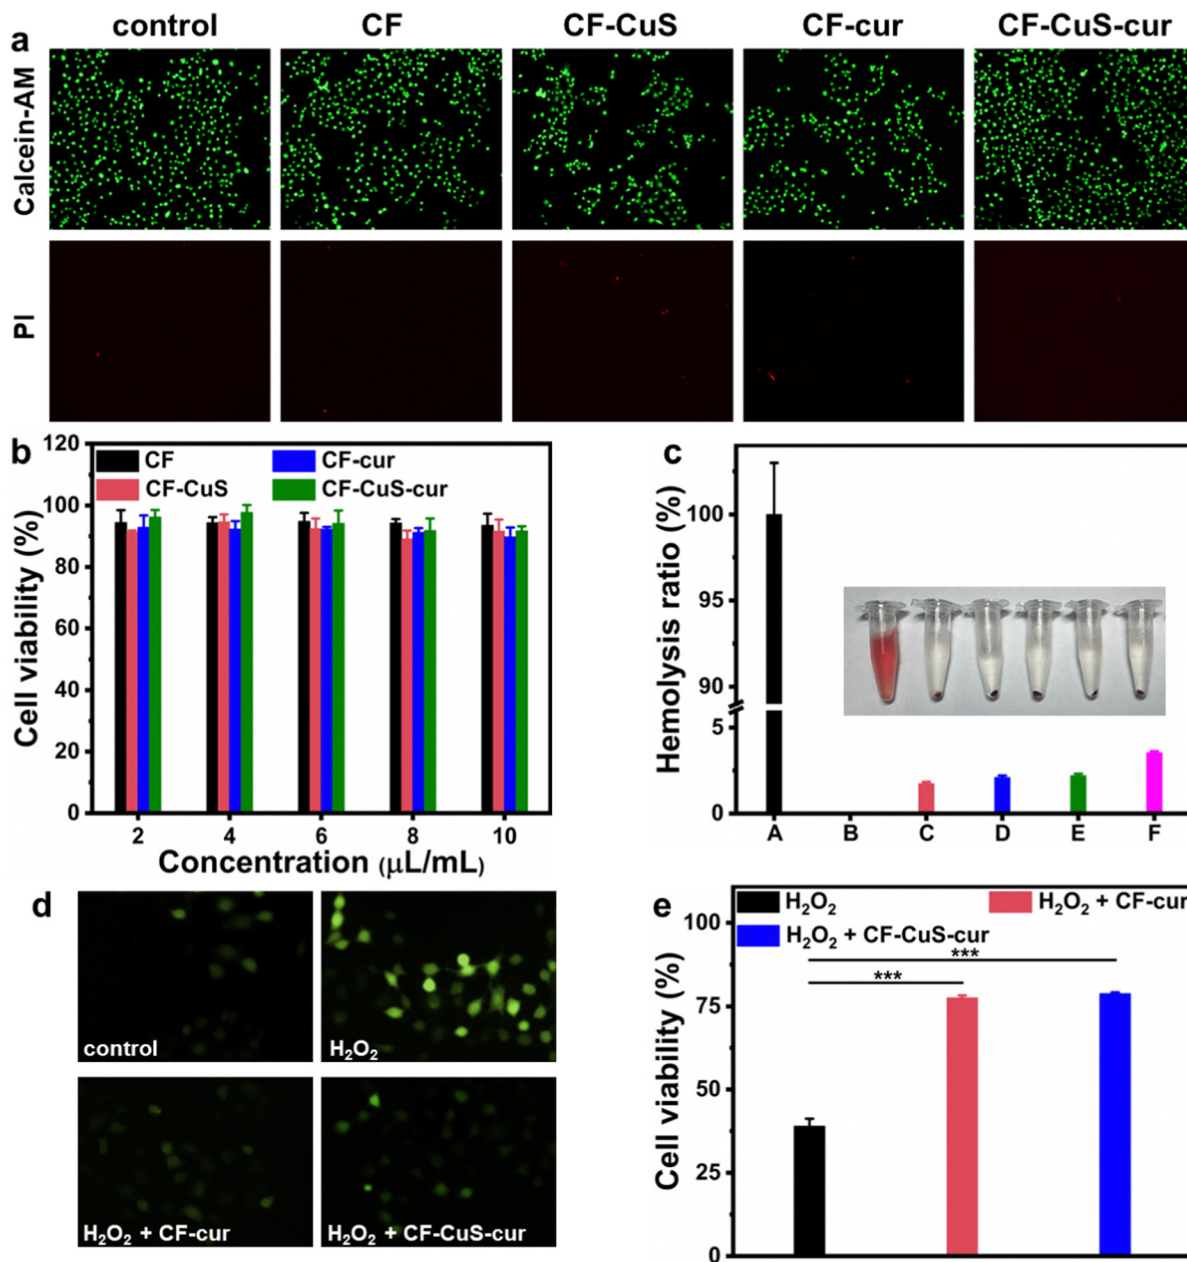 a
control CF CF-CuS CF-cur CF-CuS-cur
Calcein-AM
PI
b
120
100
80
60
40
20
0
Cell viability (%)
CF CF-cur
CF-CuS CF-CuS-cur
2 4 6 8 10
Concentration (μL/mL)
c
100
95
90
5
0
Hemolysis ratio (%)
A B C D E F
d
control
H₂O₂
H₂O₂ + CF-cur
H₂O₂ + CF-CuS-cur
e
100
75
50
25
0
Cell viability (%)
H₂O₂ H₂O₂ + CF-cur
H₂O₂ + CF-CuS-cur
***
***